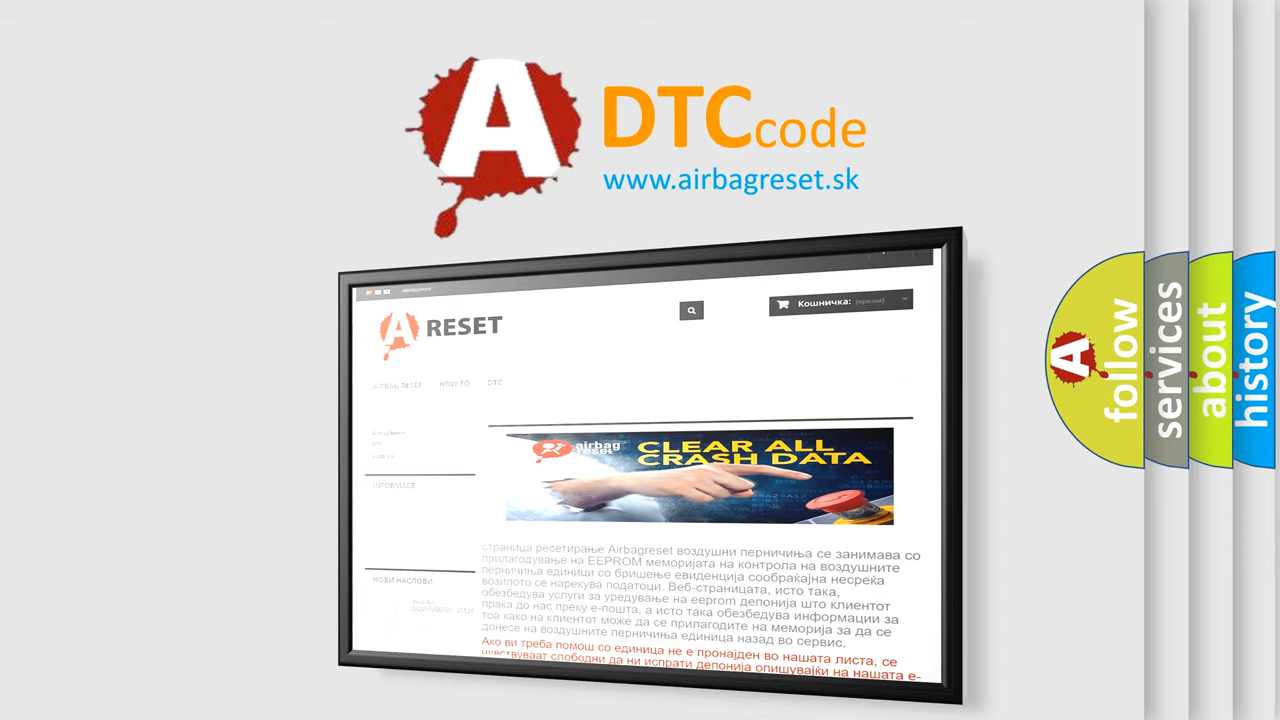 A
DTCcode
www.airbagreset.sk
A RESET
Кошничка: (празна)
AIRBAG RESET HOW TO DTC
INFORMACE
airbag reset
CLEAR ALL
CRASH DATA
страница ресетирање Airbagreset воздушни перничиња се занимава со
прилагодување на EEPROM меморијата на контрола на воздушните
перничиња единици со бришење евиденција сообраќајна несреќа
возилото се нарекува податоци. Веб-страницата, исто така,
обезбедува услуги за уредување на eeprom депонија што клиентот
праќа до нас преку е-пошта, а исто така обезбедува информации за
тоа како на клиентот може да се прилагодите на меморија за да се
донесе на воздушните перничиња единица назад во сервис.
Ако ви треба помош со единица не е пронајден во нашата листа, се
чувствуваат слободни да ни испрати депонија опишувајќи на нашата е-
НОВИ НАСЛОВИ
A
follow
services
about
history